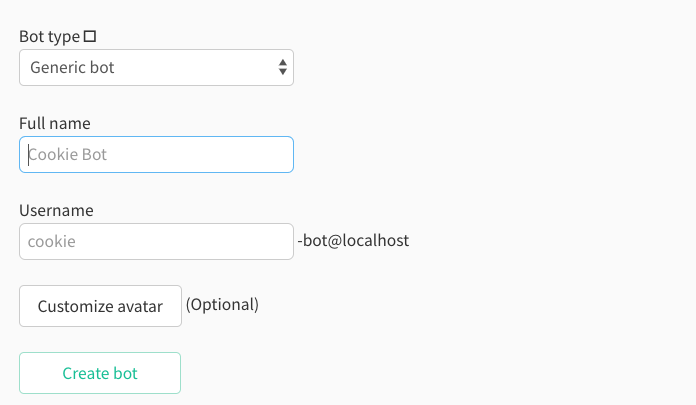 Bot type
Generic bot
Full name
Cookie Bot
Username
cookie -bot@localhost
Customize avatar (Optional)
Create bot